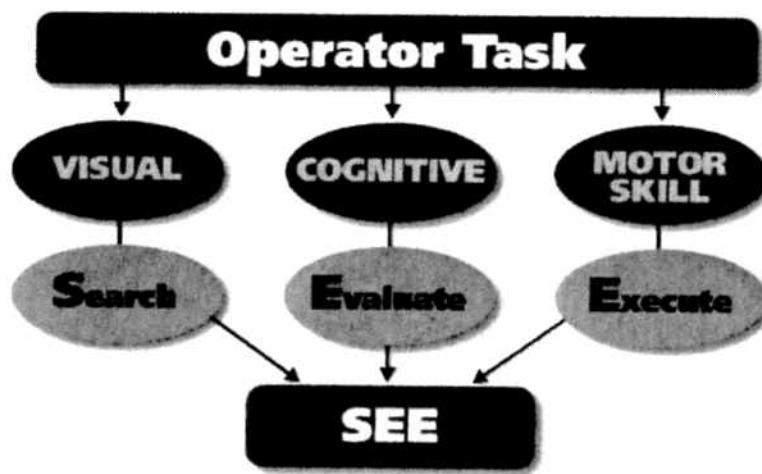 Operator Task
VISUAL
COGNITIVE
MOTOR
SKILL
Search
Evaluate
Execute
SEE